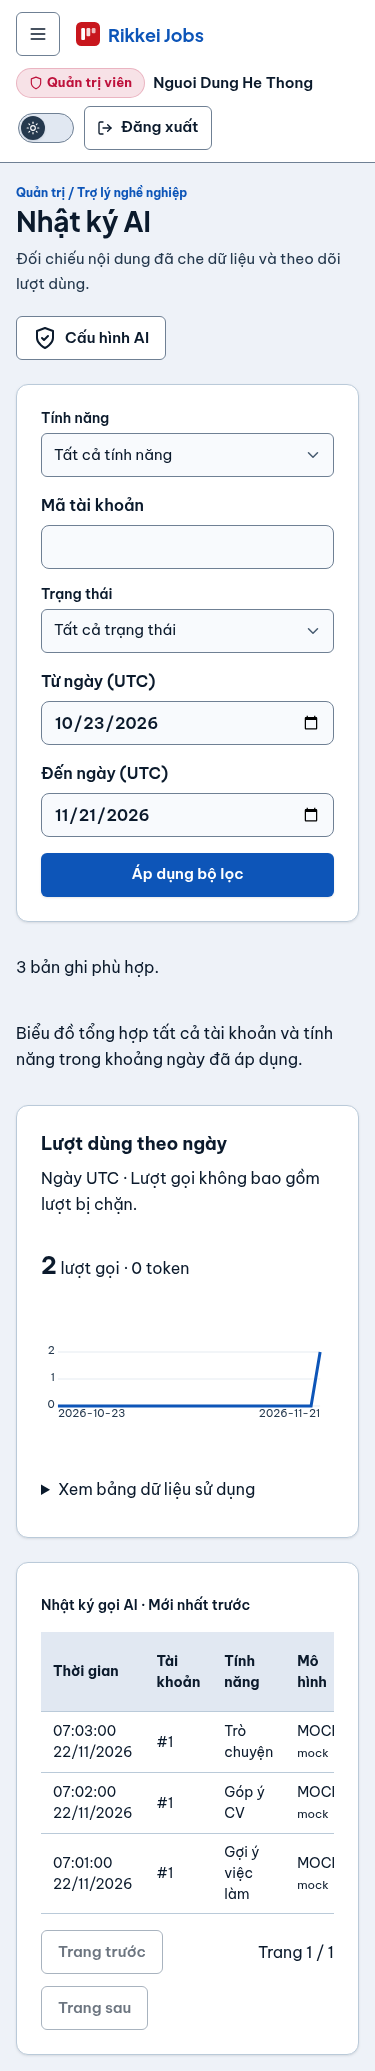 Rikkei Jobs
Quản trị viên
Nguoi Dung He Thong
Đăng xuất
Quản trị / Trợ lý nghề nghiệp
Nhật ký AI
Đối chiếu nội dung đã che dữ liệu và theo dõi
lượt dùng.
Cấu hình AI
Tính năng
Tất cả tính năng
Mã tài khoản
Trạng thái
Tất cả trạng thái
Từ ngày (UTC)
10/23/2026
Đến ngày (UTC)
11/21/2026
Áp dụng bộ lọc
3 bản ghi phù hợp.
Biểu đồ tổng hợp tất cả tài khoản và tính
năng trong khoảng ngày đã áp dụng.
Lượt dùng theo ngày
Ngày UTC · Lượt gọi không bao gồm
lượt bị chặn.
2 lượt gọi · 0 token
2
1
0
2026-10-23 2026-11-21
Xem bảng dữ liệu sử dụng
Nhật ký gọi AI · Mới nhất trước
Thời gian Tài khoản Tính năng Mô hình
07:03:00 22/11/2026 #1 Trò chuyện MOC mock
07:02:00 22/11/2026 #1 Góp ý CV MOC mock
07:01:00 22/11/2026 #1 Gợi ý việc làm MOC mock
Trang trước
Trang 1 / 1
Trang sau